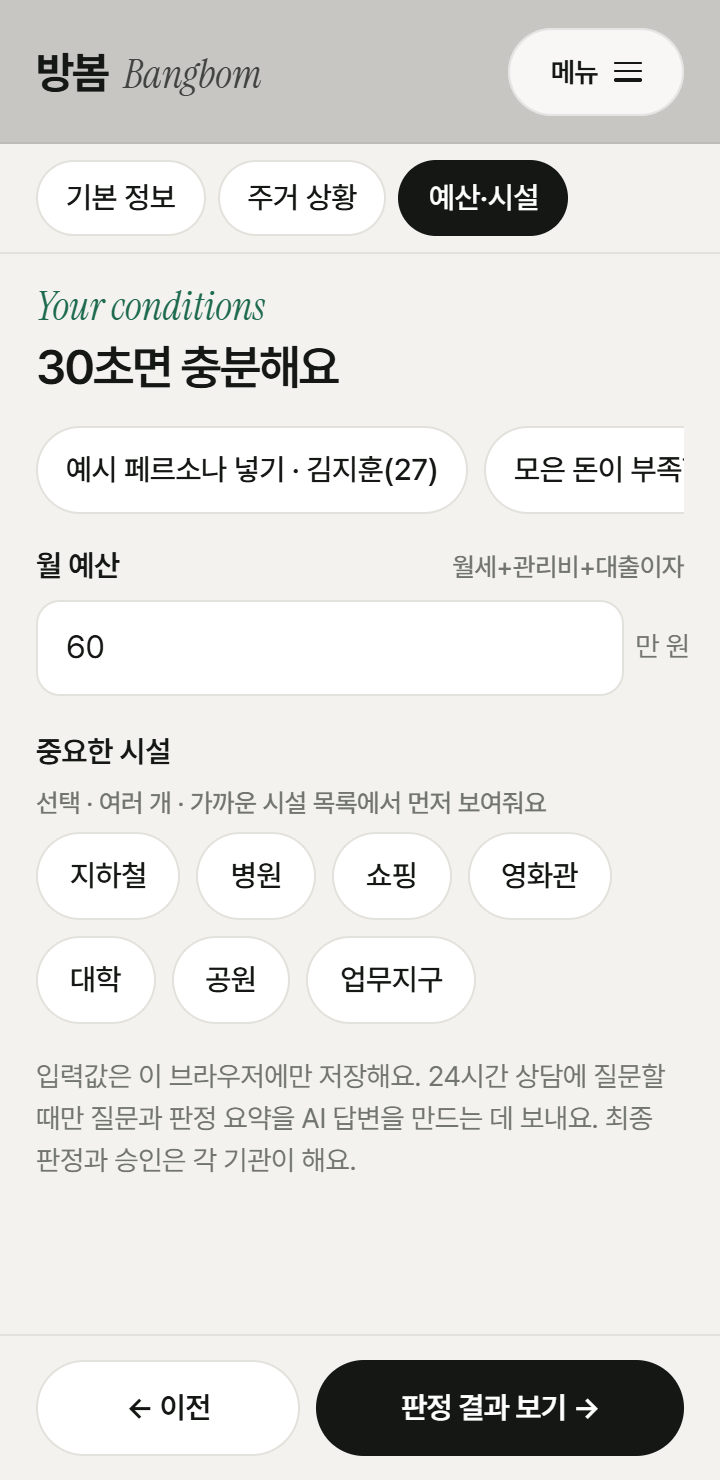 방봄 Bangbom
메뉴
기본 정보
주거 상황
예산·시설
Your conditions
30초면 충분해요
예시 페르소나 넣기 · 김지훈(27)
모은 돈이 부족
월 예산
월세+관리비+대출이자
60
만 원
중요한 시설
선택 · 여러 개 · 가까운 시설 목록에서 먼저 보여줘요
지하철
병원
쇼핑
영화관
대학
공원
업무지구
입력값은 이 브라우저에만 저장해요. 24시간 상담에 질문할
때만 질문과 판정 요약을 AI 답변을 만드는 데 보내요. 최종
판정과 승인은 각 기관이 해요.
← 이전
판정 결과 보기 →